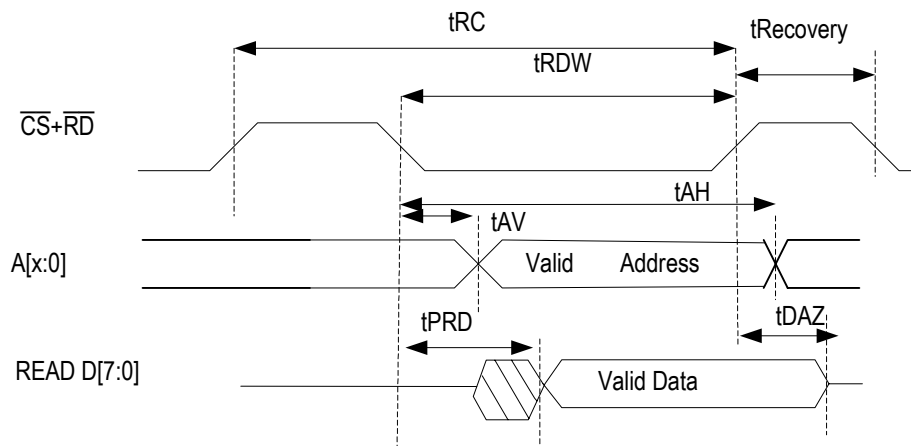 tRC
tRecovery
tRDW
CS+RD
tAH
tAV
A[x:0]
Valid Address
tPRD
tDAZ
READ D[7:0]
Valid Data